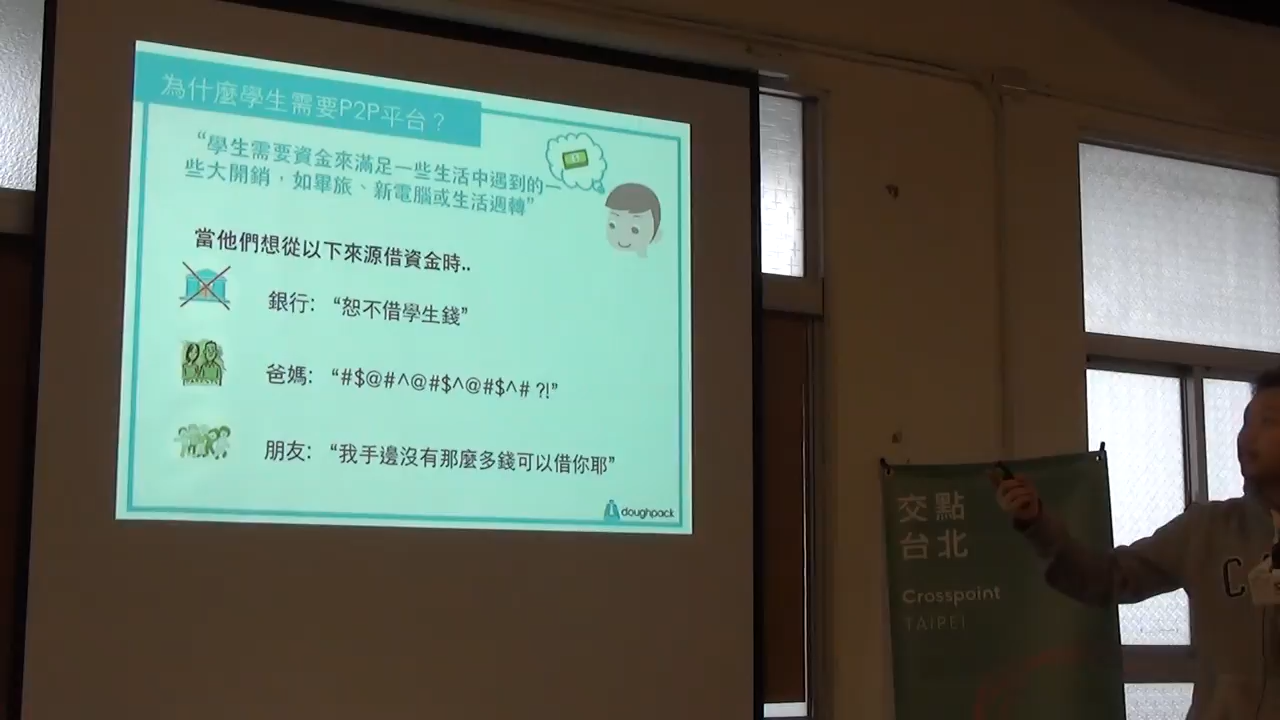 為什麼學生需要P2P平台？
“學生需要資金來滿足一些生活中遇到的一
些大開銷，如畢旅、新電腦或生活週轉”
當他們想從以下來源借資金時..
銀行: “恕不借學生錢”
爸媽: “#$@#^@#$^@#$^# ?!”
朋友: “我手邊沒有那麼多錢可以借你耶”
doughpack
交點
台北
Crosspoint
TAIPEI
C